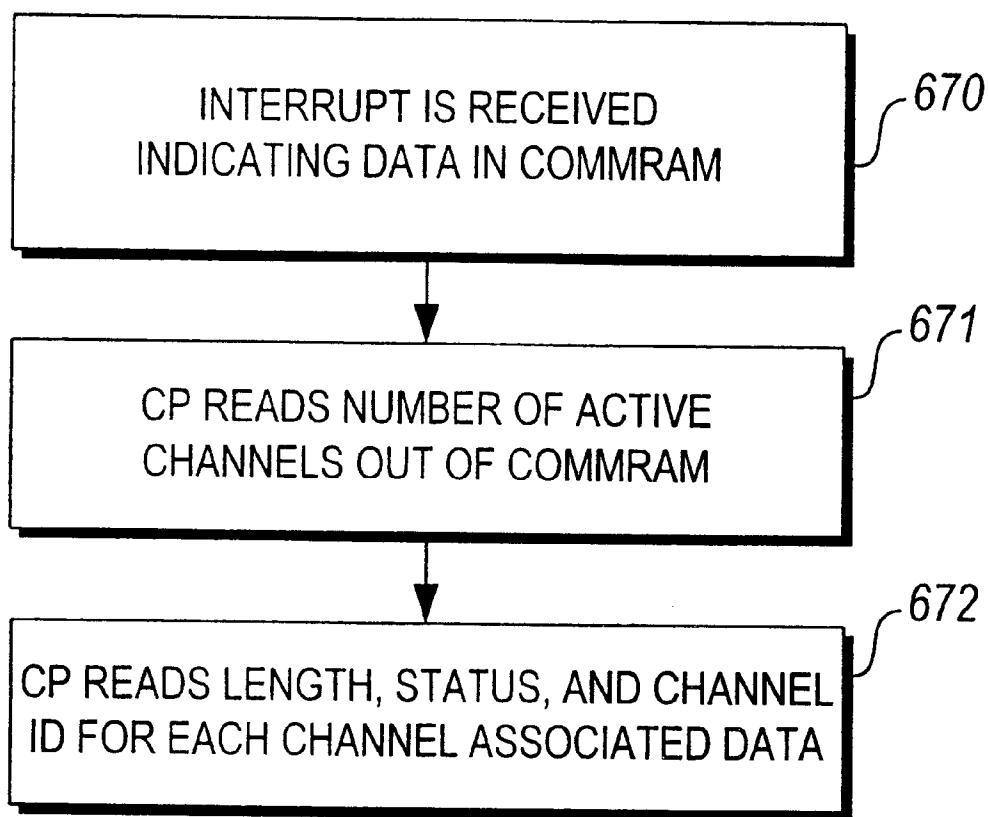 INTERRUPT IS RECEIVED
INDICATING DATA IN COMMRAM
670
CP READS NUMBER OF ACTIVE
CHANNELS OUT OF COMMRAM
671
CP READS LENGTH, STATUS, AND CHANNEL
ID FOR EACH CHANNEL ASSOCIATED DATA
672